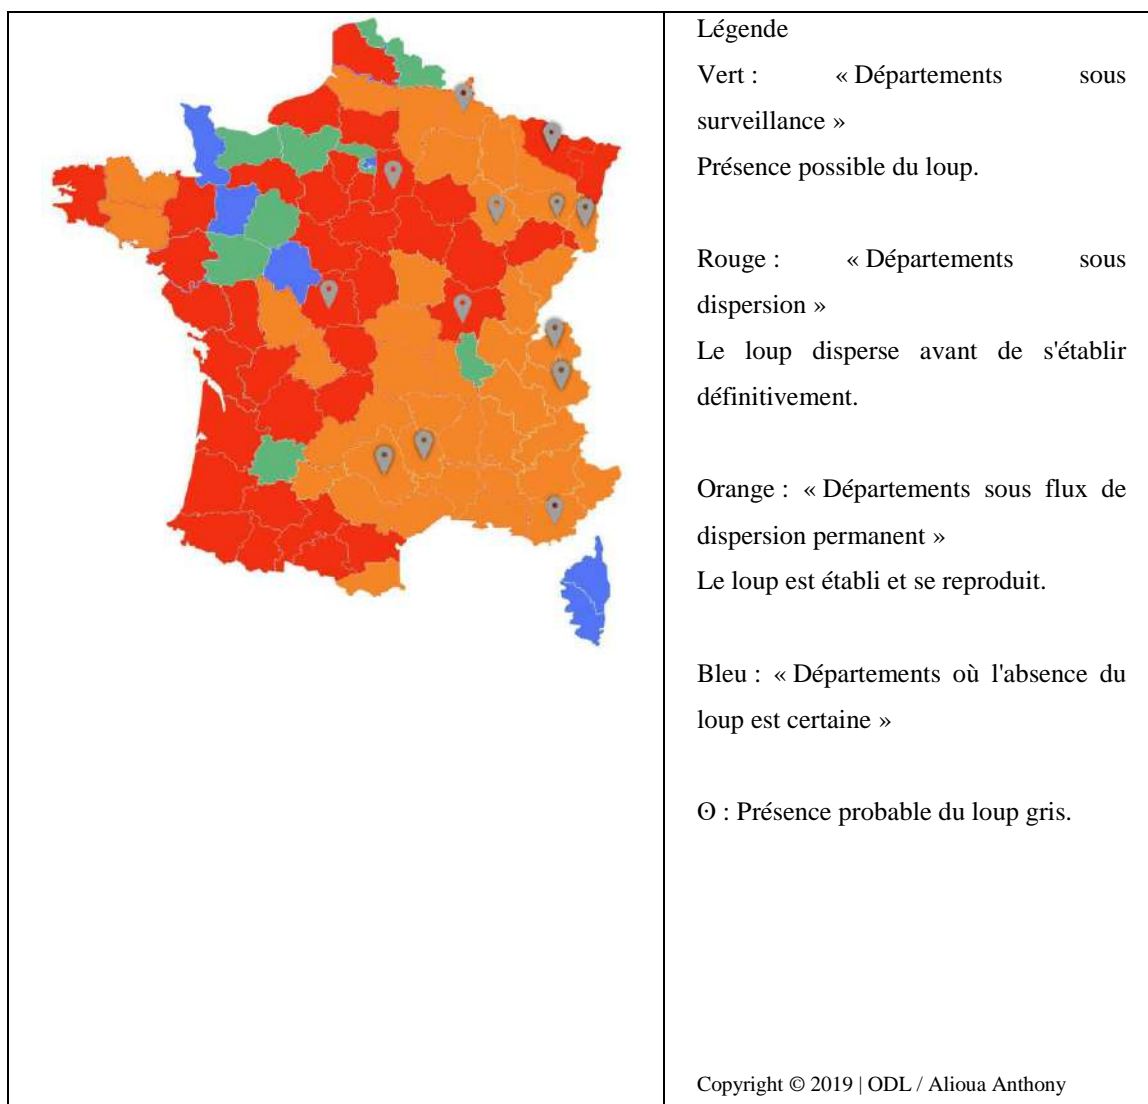 Légende
Vert : « Départements sous
surveillance »
Présence possible du loup.
Rouge : « Départements sous
dispersion »
Le loup disperse avant de s'établir
définitivement.
Orange : « Départements sous flux de
dispersion permanent »
Le loup est établi et se reproduit.
Bleu : « Départements où l'absence du
loup est certaine »
ʘ : Présence probable du loup gris.
Copyright © 2019 | ODL / Alioua Anthony